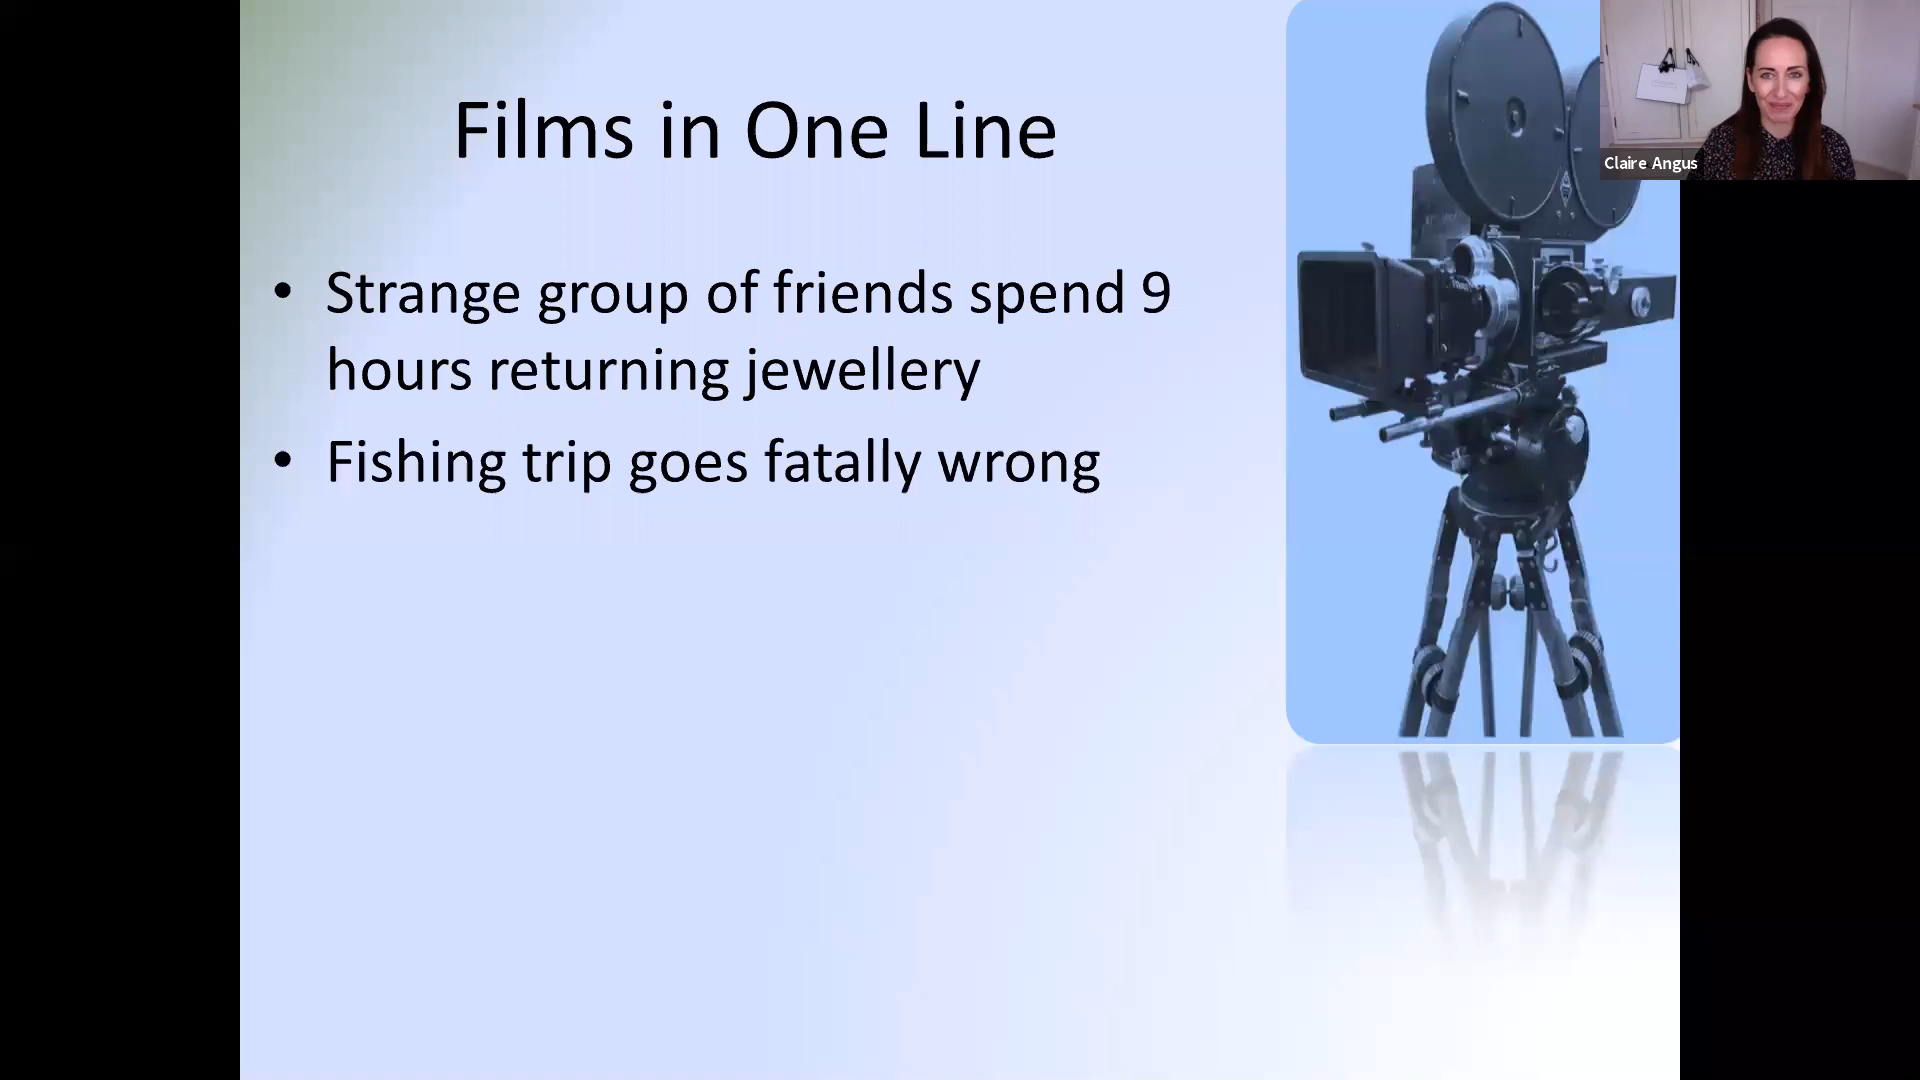 Films in One Line
• Strange group of friends spend 9
hours returning jewellery
• Fishing trip goes fatally wrong
Claire Angus